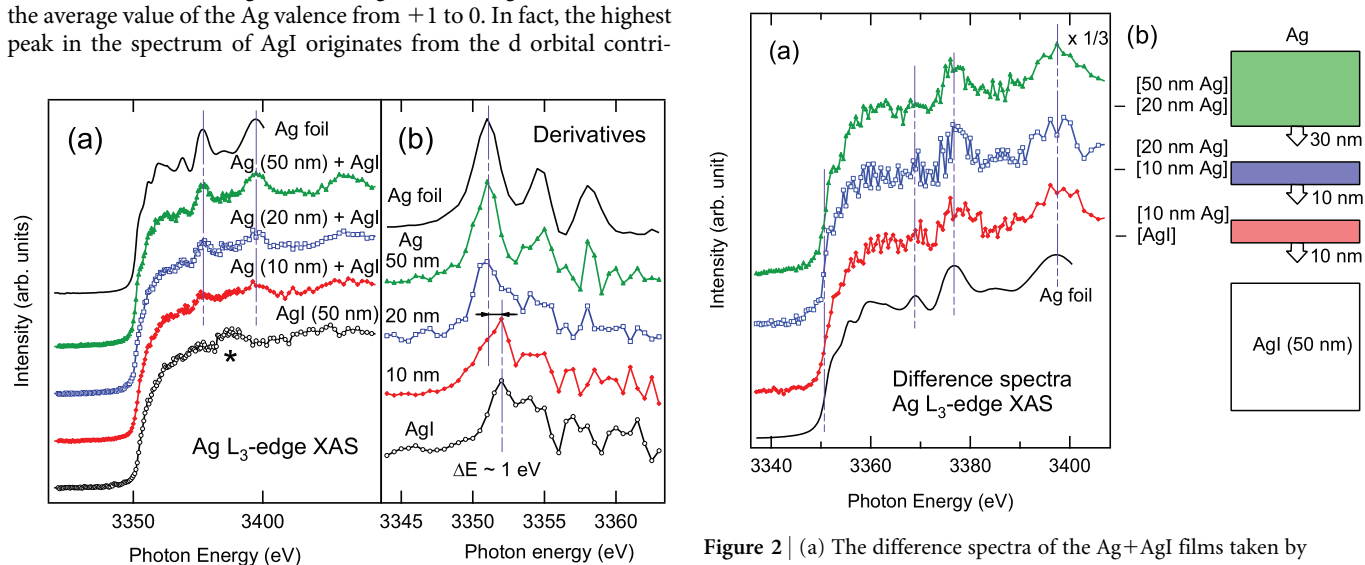 the average value of the Ag valence from +1 to 0. In fact, the highest
peak in the spectrum of AgI originates from the d orbital contri-
(a)
Ag foil
Ag (50 nm) + AgI
Ag (20 nm) + AgI
Ag (10 nm) + AgI
AgI (50 nm)
*
Ag L3-edge XAS
Intensity (arb. units)
3350
3400
Photon Energy (eV)
(b)
Derivatives
Ag foil
Ag
50 nm
20 nm
10 nm
AgI
ΔE ~ 1 eV
3345
3350
3355
3360
Photon energy (eV)
(a)
x 1/3
Ag foil
Difference spectra
Ag L3-edge XAS
Intensity (arb. unit)
3340
3360
3380
3400
Photon Energy (eV)
(b)
Ag
[50 nm Ag]
– [20 nm Ag]
30 nm
[20 nm Ag]
– [10 nm Ag]
10 nm
[10 nm Ag]
– [AgI]
10 nm
AgI (50 nm)
Figure 2 | (a) The difference spectra of the Ag+AgI films taken by